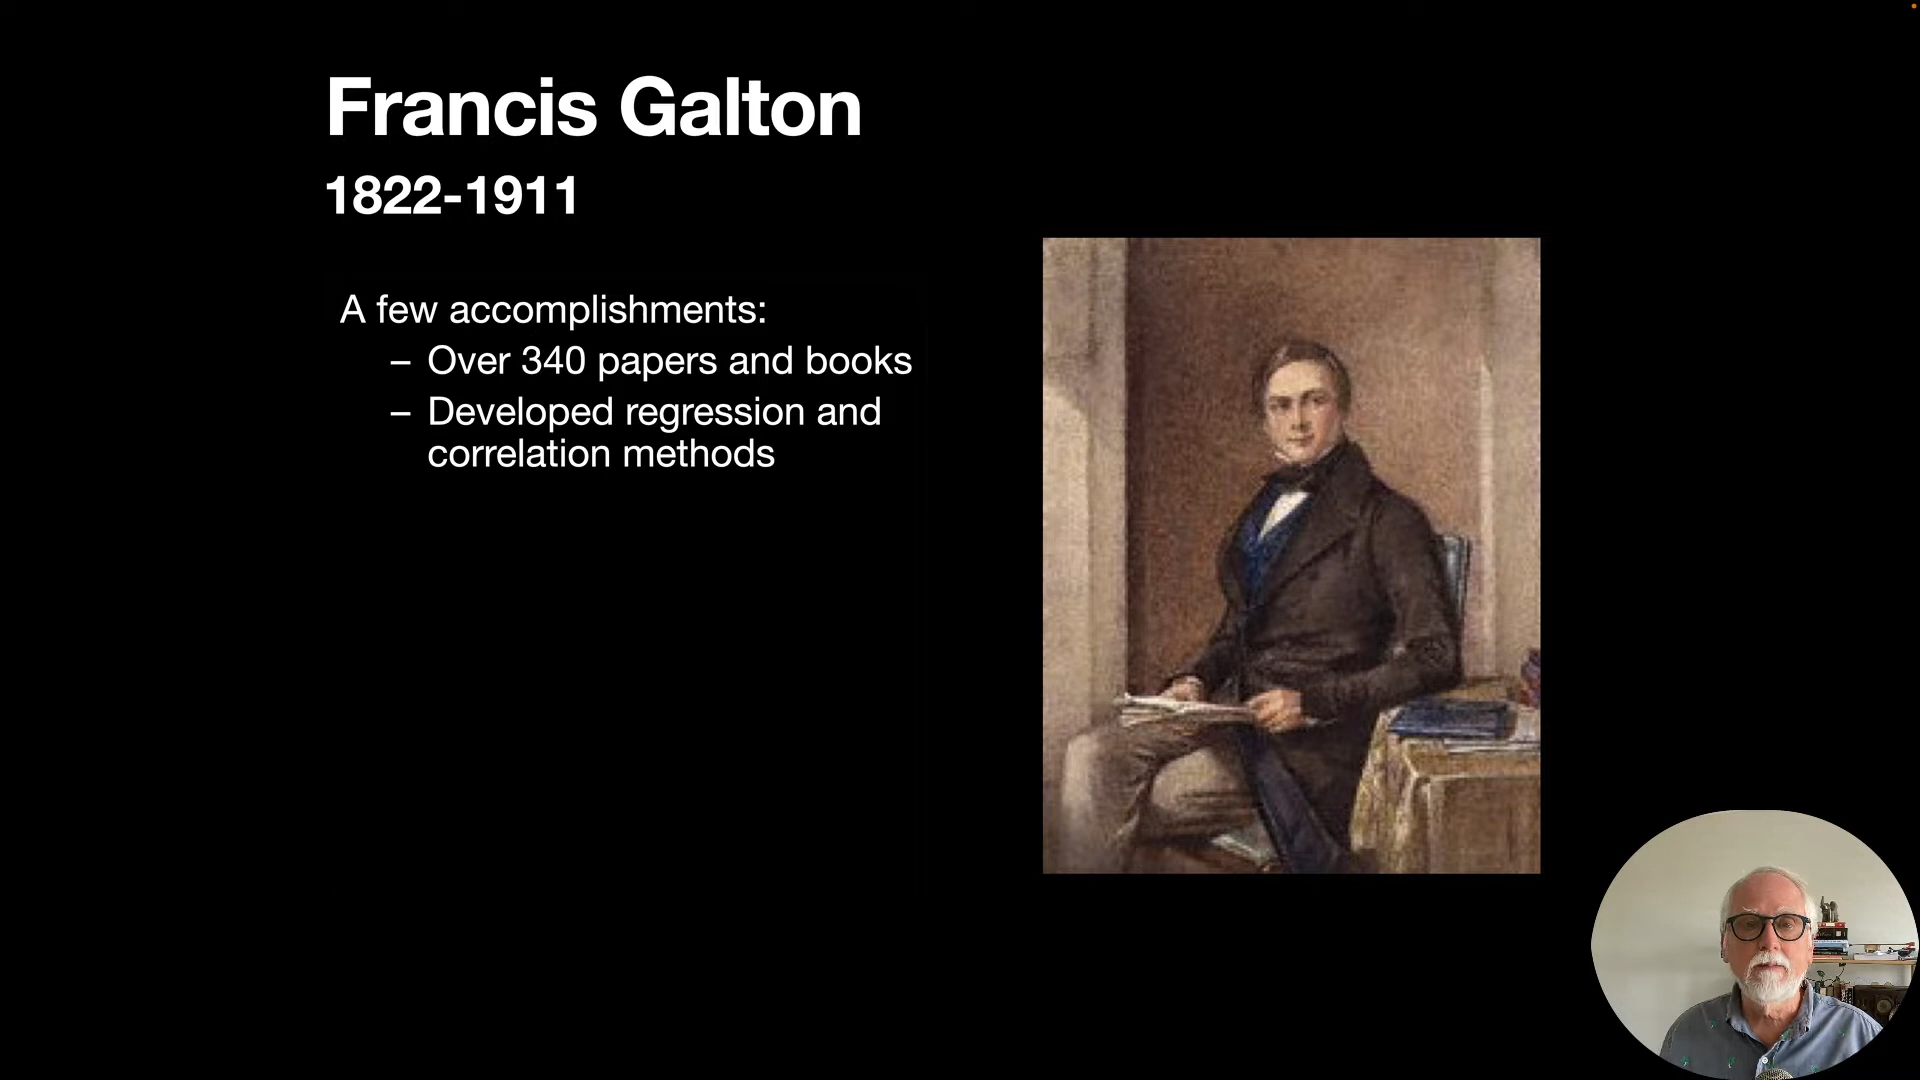 Francis Galton
1822-1911
A few accomplishments:
– Over 340 papers and books
– Developed regression and
correlation methods